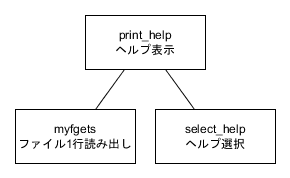 print_help
ヘルプ表示
myfgets
ファイル1行読み出し
select_help
ヘルプ選択